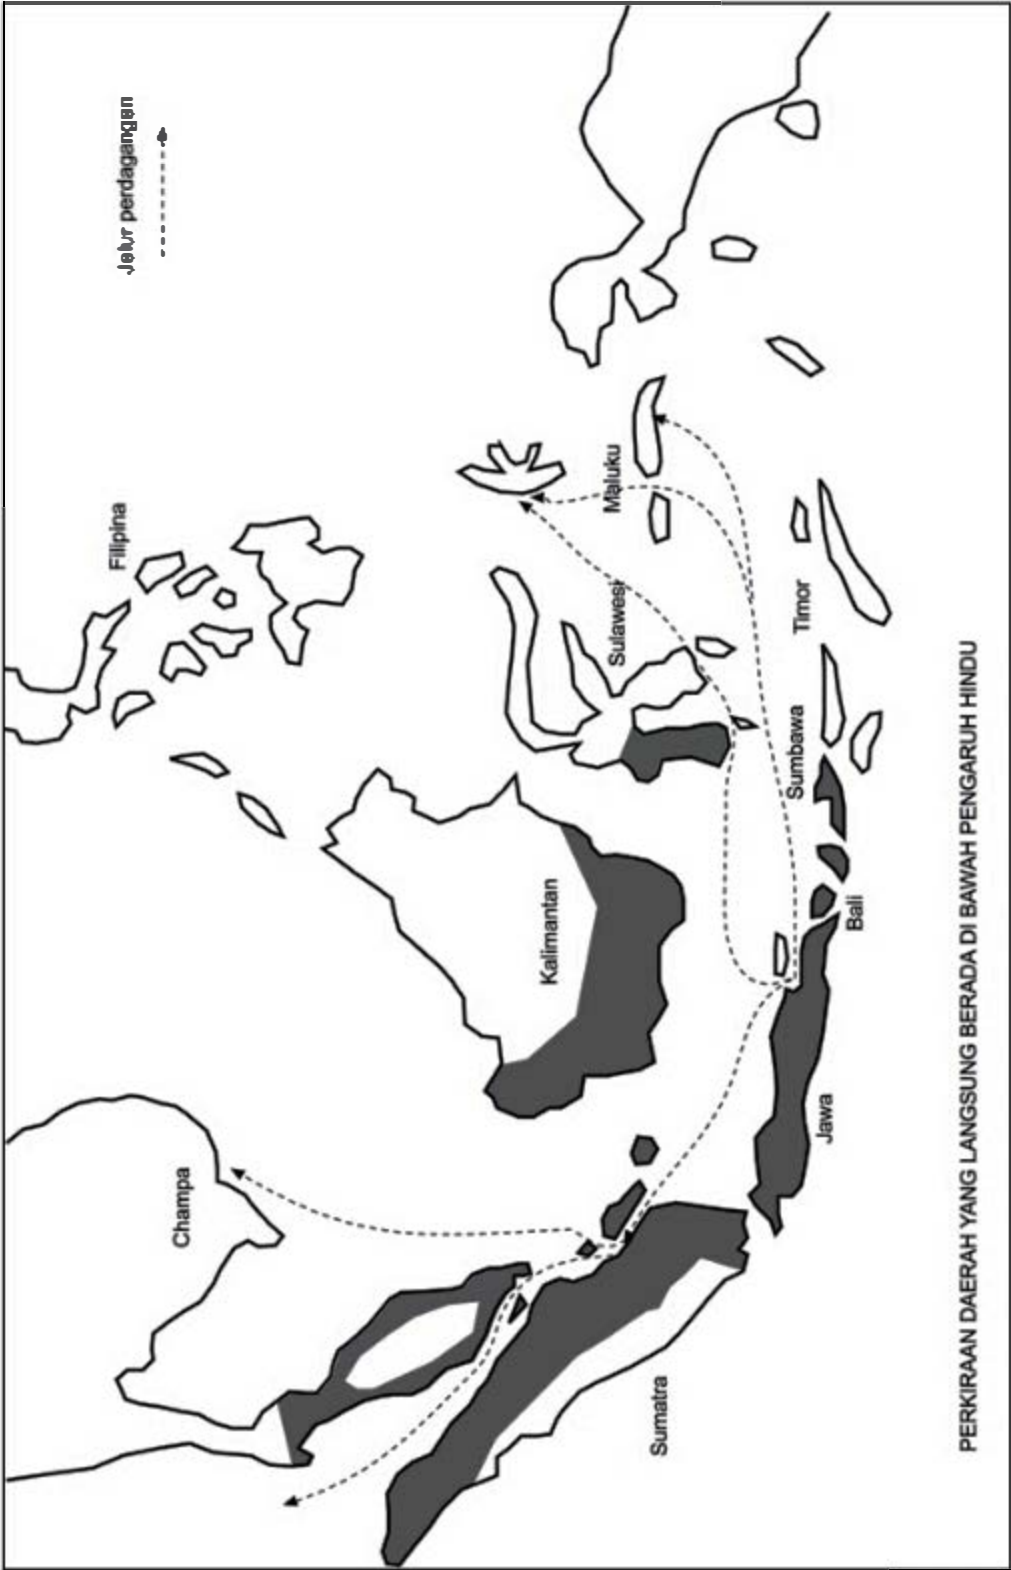 Jalur perdagangan
Filipina
Champa
Kalimantan
Sulawesi
Maluku
Sumatra
Jawa
Bali
Sumbawa
Timor
PERKIRAAN DAERAH YANG LANGSUNG BERADA DI BAWAH PENGARUH HINDU